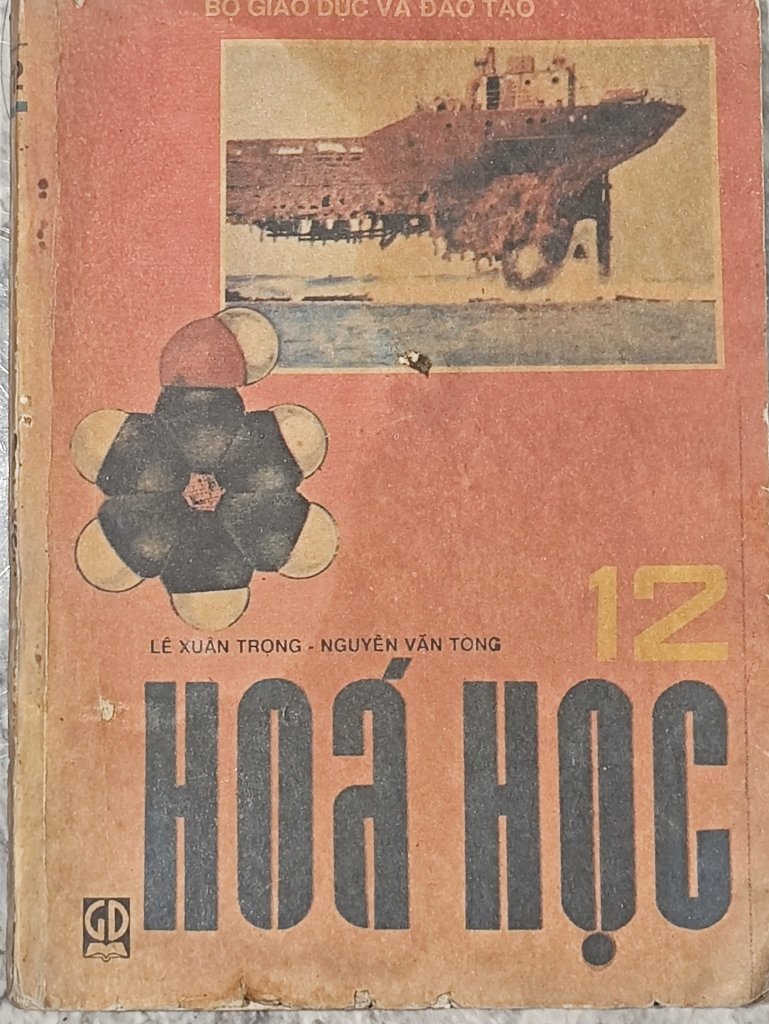 BỘ GIÁO DỤC VÀ ĐÀO TẠO
12
LÊ XUÂN TRỌNG - NGUYỄN VĂN TÒNG
HOÁ HỌC
GD